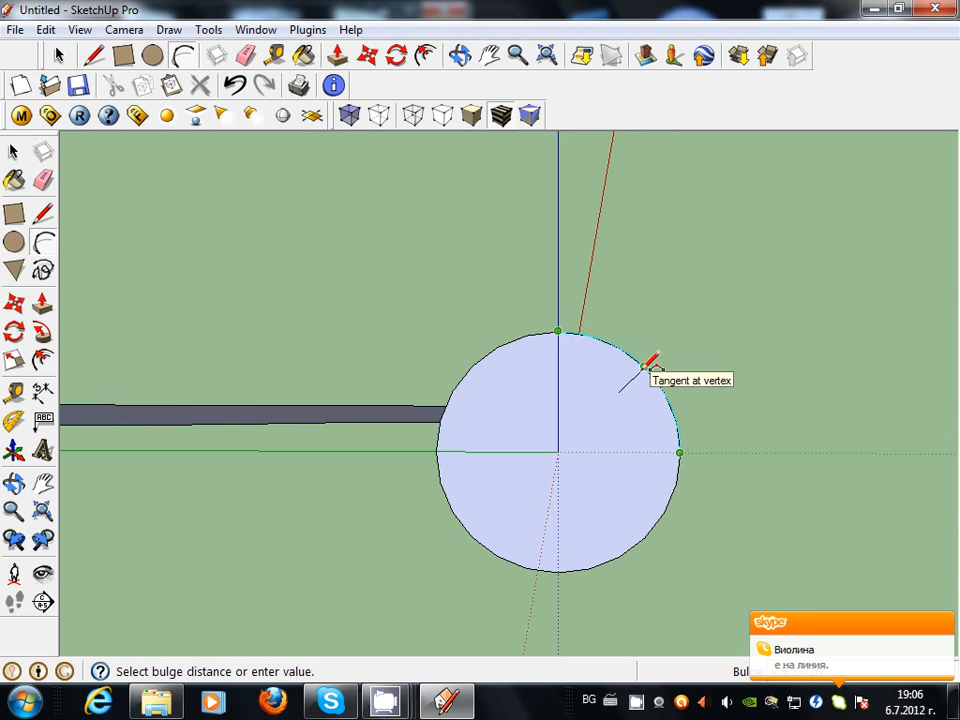 Untitled - SketchUp Pro
File Edit View Camera Draw Tools Window Plugins Help
M R
Tangent at vertex
ABC
skype
Виолина
е на линия.
Select bulge distance or enter value.
BG
19:06
6.7.2012 г.